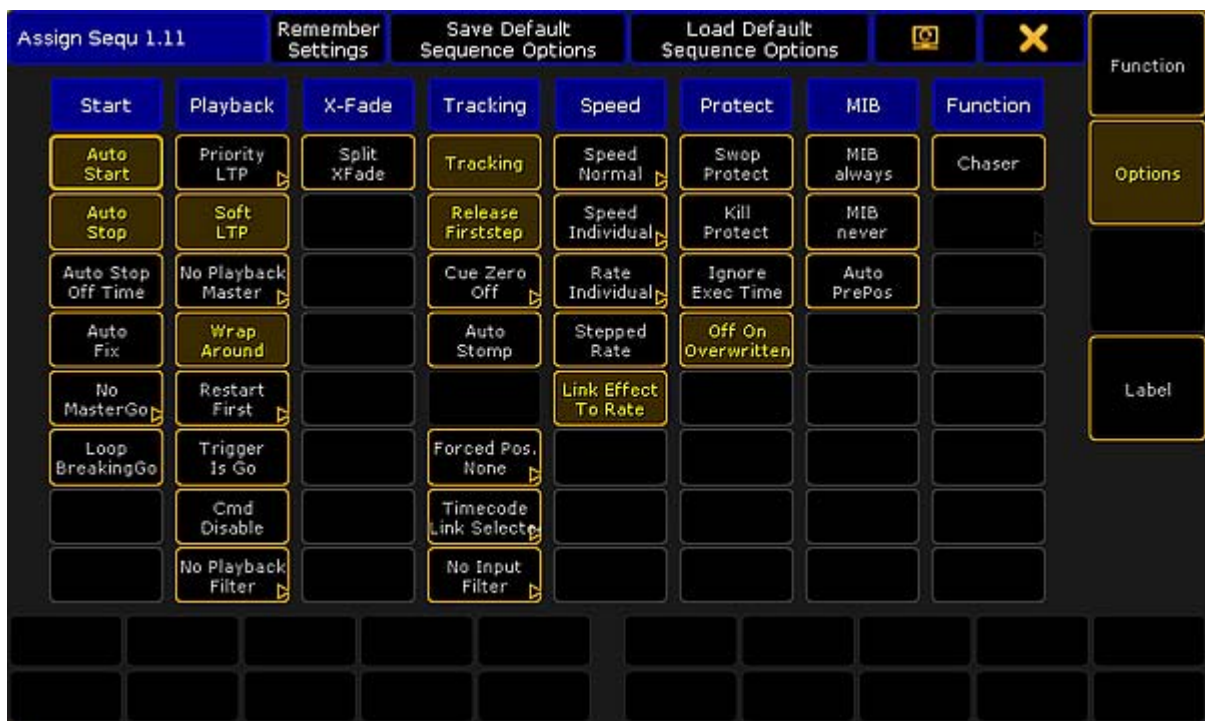 Assign Sequ 1.11
Remember
Settings
Save Default
Sequence Options
Load Default
Sequence Options
Function
Options
Label
Start
Playback
X-Fade
Tracking
Speed
Protect
MIB
Function
Auto
Start
Priority
LTP
Split
XFade
Tracking
Speed
Normal
Swop
Protect
MIB
always
Chaser
Auto
Stop
Soft
LTP
Release
Firststep
Speed
Individual
Kill
Protect
MIB
never
Auto Stop
Off Time
No Playback
Master
Cue Zero
Off
Rate
Individual
Ignore
Exec Time
Auto
PrePos
Auto
Fix
Wrap
Around
Auto
Stomp
Stepped
Rate
Off On
Overwritten
No
MasterGo
Restart
First
Link Effect
To Rate
Loop
BreakingGo
Trigger
Is Go
Forced Pos.
None
Cmd
Disable
Timecode
Link Selecte
No Playback
Filter
No Input
Filter